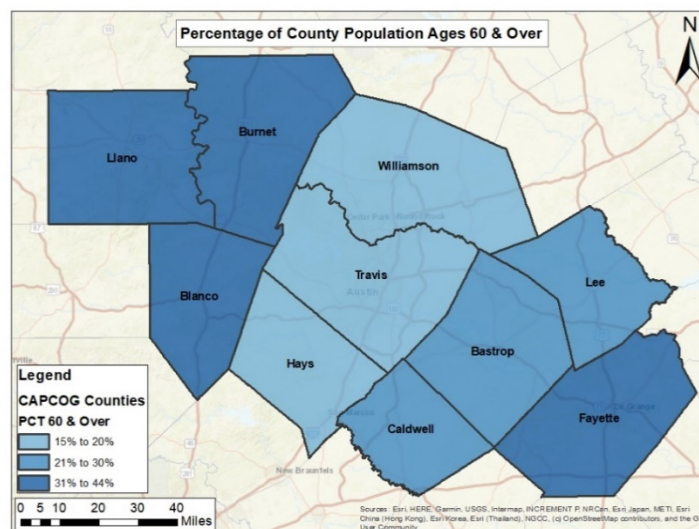 Percentage of County Population Ages 60 & Over
N
Burnet
Llano
Williamson
Travis
Austin
Lee
Blanco
Bastrop
Hays
Fayette
Caldwell
New Braunfels
Legend
CAPCOG Counties
PCT 60 & Over
15% to 20%
21% to 30%
31% to 44%
0 5 10 20 30 40
Miles
Sources: Esri, HERE, Garmin, USGS, Intermap, INCREMENT P, NRCan, Esri Japan, METI, Esri
China (Hong Kong), Esri Korea, Esri (Thailand), NGCC, (c) OpenStreetMap contributors, and the G
User Community